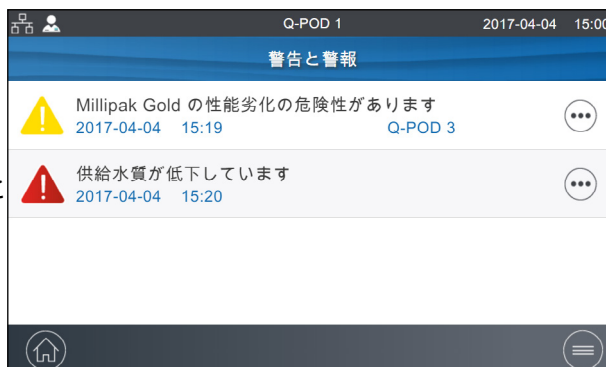 Q-POD 1 2017-04-04 15:00
警告と警報
Millipak Gold の性能劣化の危険性があります
2017-04-04 15:19 Q-POD 3
供給水質が低下しています
2017-04-04 15:20